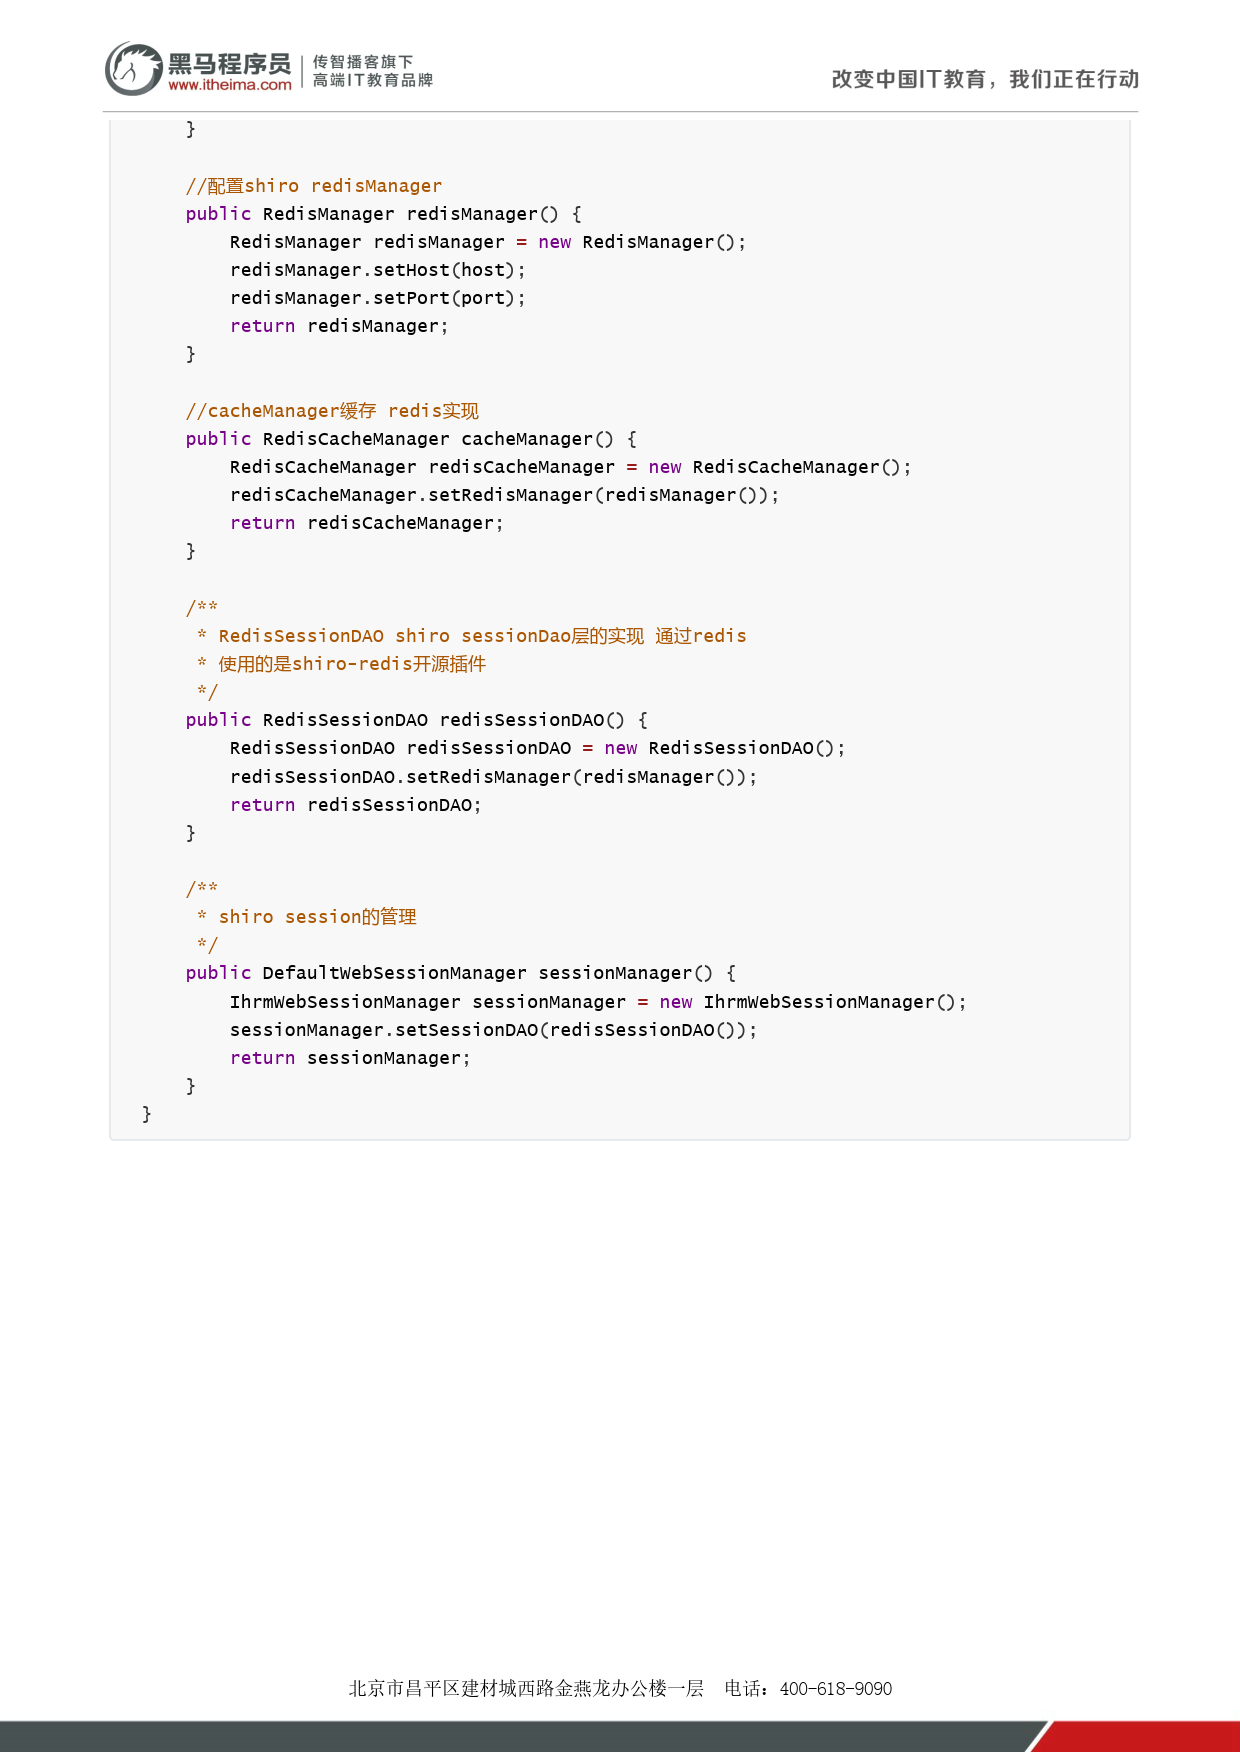 黑马程序员
www.itheima.com
传智播客旗下
高端IT教育品牌
改变中国IT教育，我们正在行动
    }

    //配置shiro redisManager
    public RedisManager redisManager() {
        RedisManager redisManager = new RedisManager();
        redisManager.setHost(host);
        redisManager.setPort(port);
        return redisManager;
    }

    //cacheManager缓存 redis实现
    public RedisCacheManager cacheManager() {
        RedisCacheManager redisCacheManager = new RedisCacheManager();
        redisCacheManager.setRedisManager(redisManager());
        return redisCacheManager;
    }

    /**
     * RedisSessionDAO shiro sessionDao层的实现 通过redis
     * 使用的是shiro-redis开源插件
     */
    public RedisSessionDAO redisSessionDAO() {
        RedisSessionDAO redisSessionDAO = new RedisSessionDAO();
        redisSessionDAO.setRedisManager(redisManager());
        return redisSessionDAO;
    }

    /**
     * shiro session的管理
     */
    public DefaultWebSessionManager sessionManager() {
        IhrmWebSessionManager sessionManager = new IhrmWebSessionManager();
        sessionManager.setSessionDAO(redisSessionDAO());
        return sessionManager;
    }
}
北京市昌平区建材城西路金燕龙办公楼一层 电话：400-618-9090